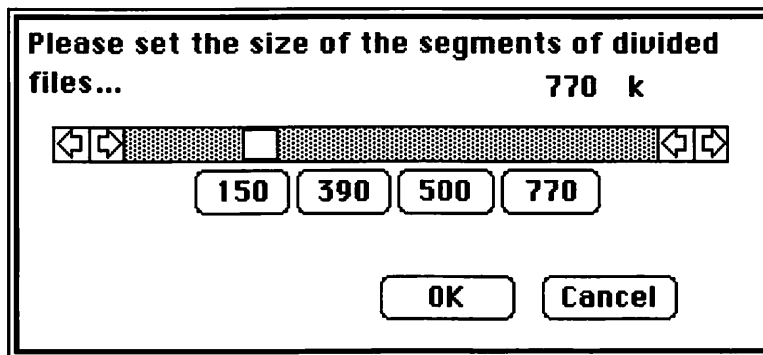 Please set the size of the segments of divided
files... 770 k
150 390 500 770
OK Cancel